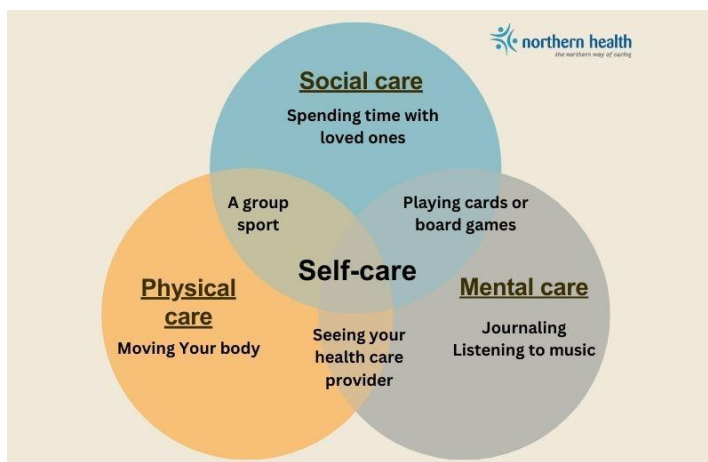 northern health
the northern way of caring
Social care
Spending time with
loved ones
A group
sport
Playing cards or
board games
Self-care
Physical
care
Moving Your body
Mental care
Journaling
Listening to music
Seeing your
health care
provider